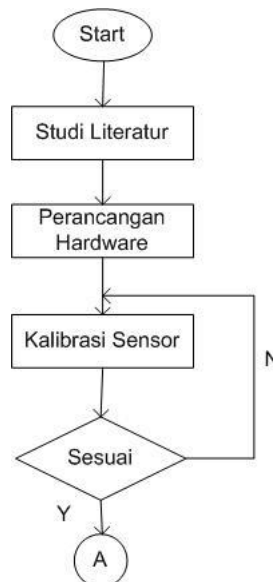 Start
Studi Literatur
Perancangan
Hardware
Kalibrasi Sensor
N
Sesuai
Y
A